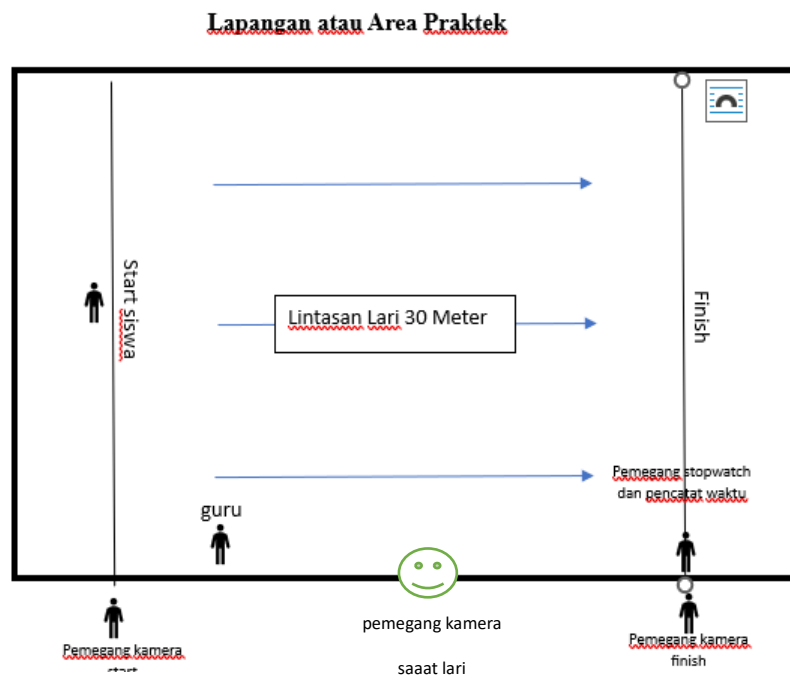 Lapangan atau Area Praktek
Start siswa
Lintasan Lari 30 Meter
Finish
Pemegang stopwatch
dan pencatat waktu
guru
Pemegang kamera
start
pemegang kamera
saaat lari
Pemegang kamera
finish